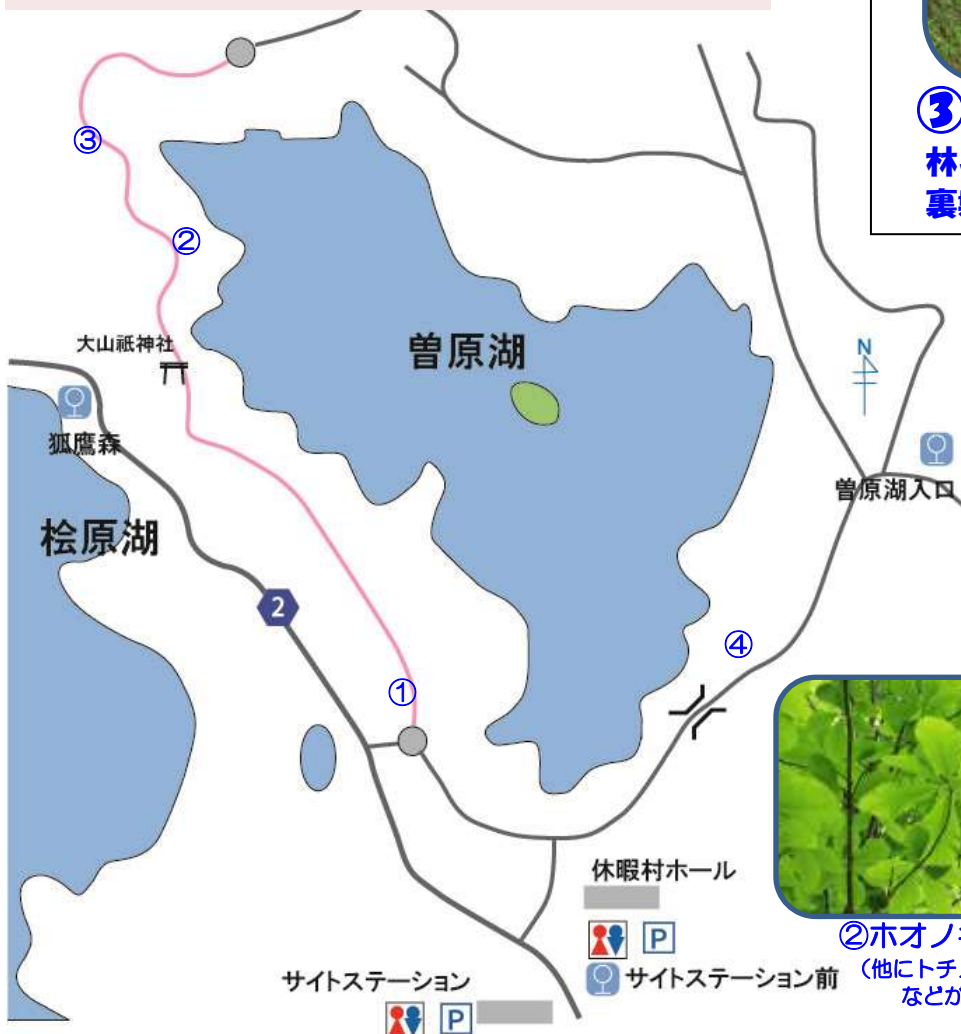 ③
林
裏
③
②
大山祇神社
曽原湖
N
狐鷹森
曽原湖入口
桧原湖
2
④
①
休暇村ホール
P
サイトステーション前
サイトステーション
P
②ホオノ
（他にトチ
などが